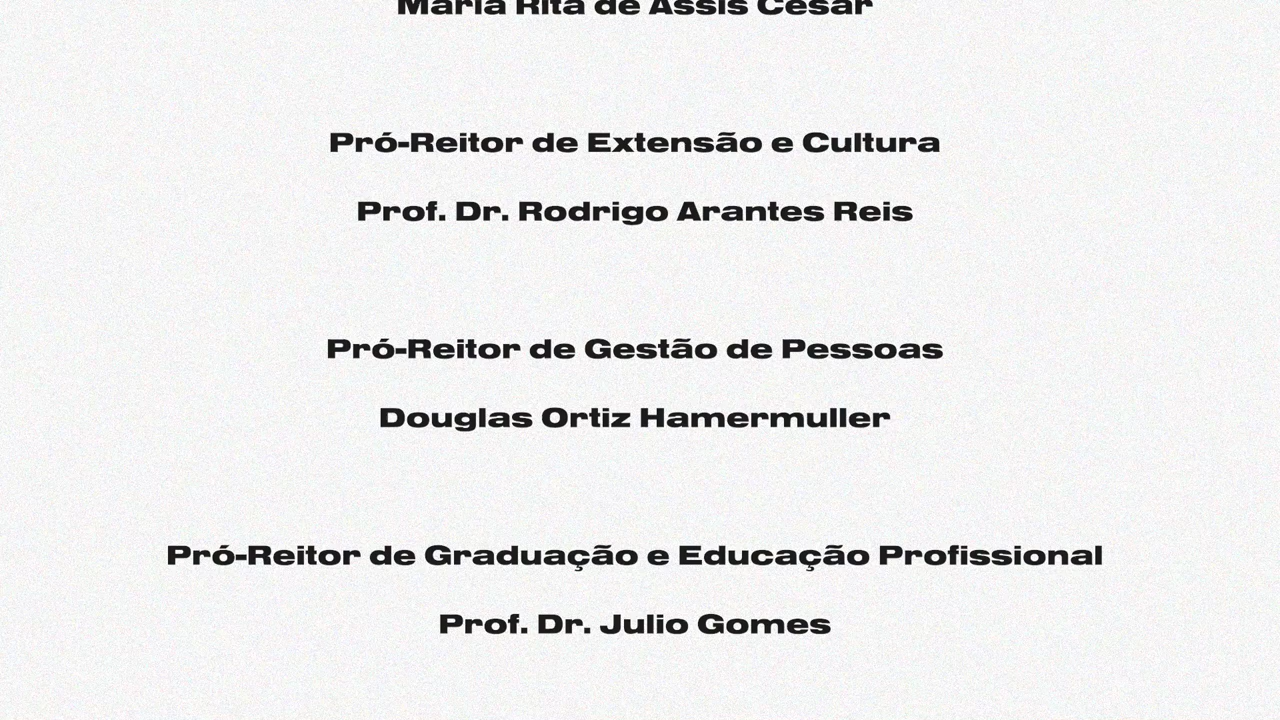 Maria Rita de Assis César
Pró-Reitor de Extensão e Cultura
Prof. Dr. Rodrigo Arantes Reis
Pró-Reitor de Gestão de Pessoas
Douglas Ortiz Hamermuller
Pró-Reitor de Graduação e Educação Profissional
Prof. Dr. Julio Gomes